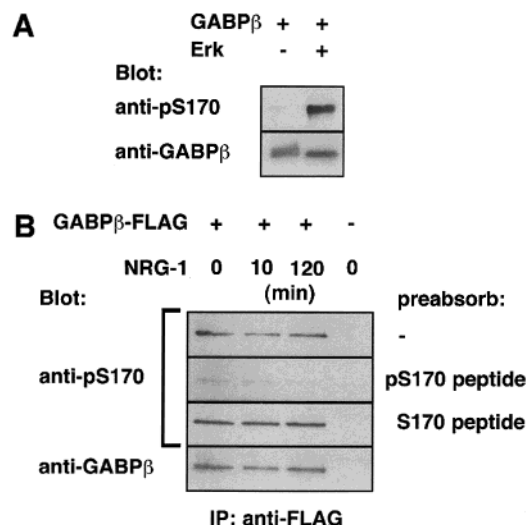 A
GABPβ + +
Erk - +
Blot:
anti-pS170
anti-GABPβ
B
GABPβ-FLAG + + + -
NRG-1 0 10 120 0
(min)
Blot: preabsorb:
-
anti-pS170 pS170 peptide
S170 peptide
anti-GABPβ
IP: anti-FLAG